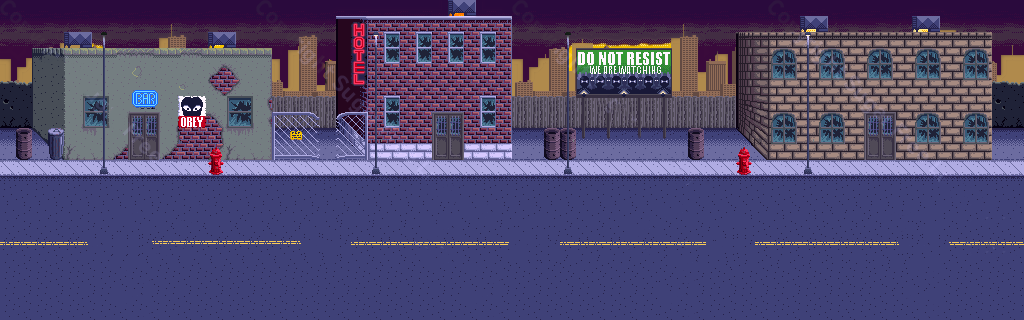 HOTEL
DO NOT RESIST
WE ARE WATCHING
BAR
OBEY